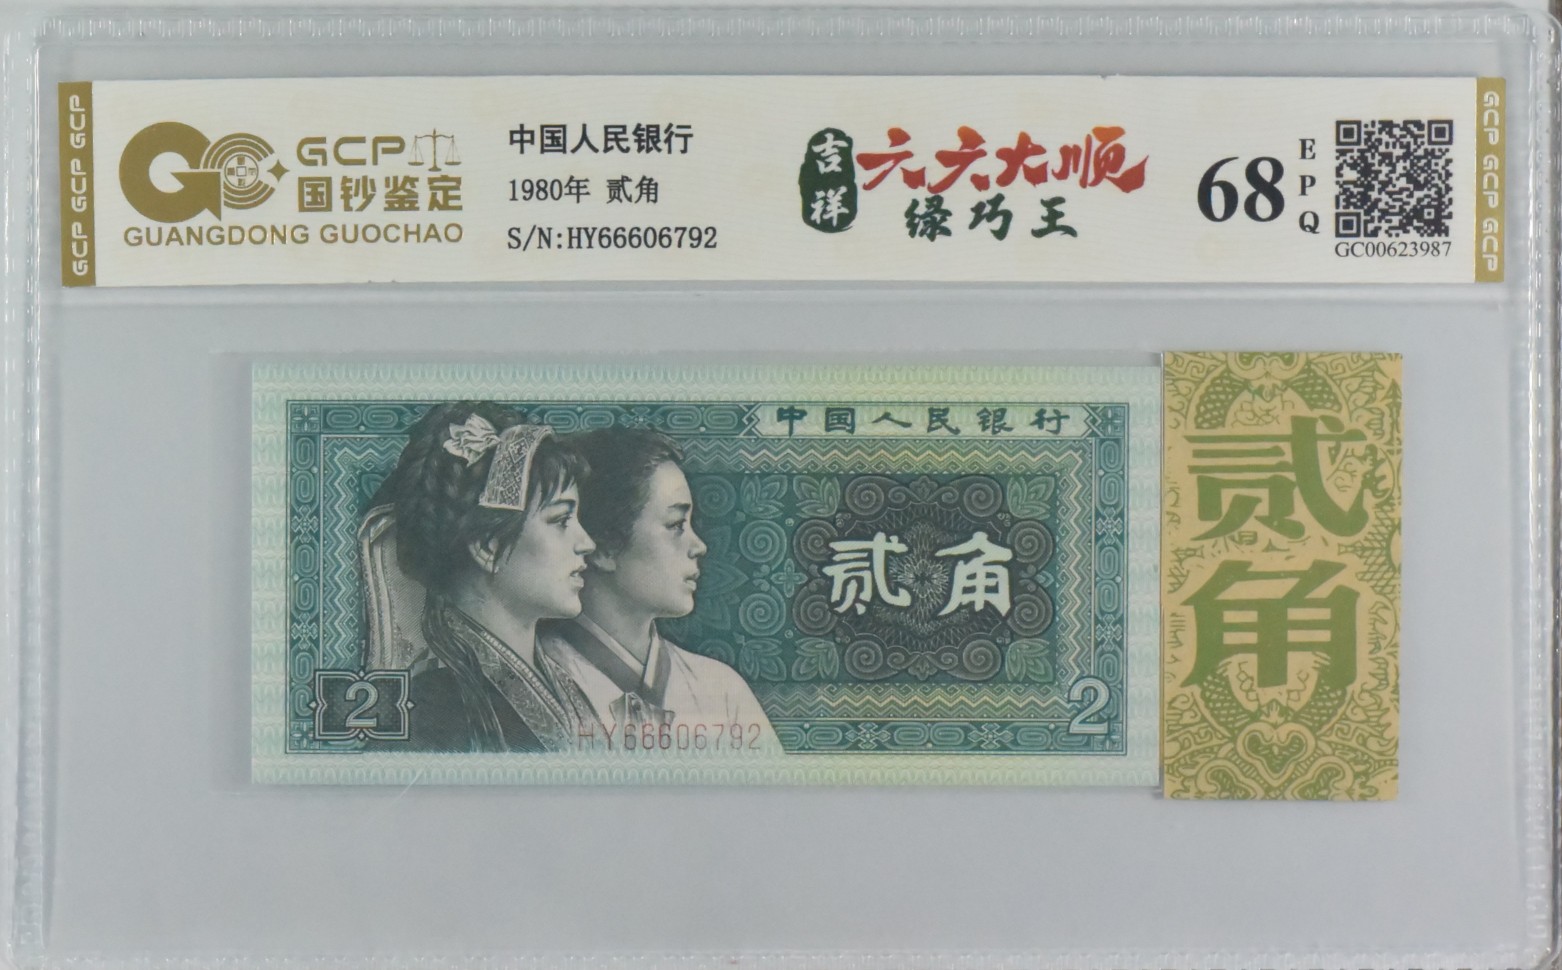 GCP GCP GCP
GCP
国钞鉴定
GUANGDONG GUOCHAO
中国人民银行
1980年 贰角
S/N:HY66606792
吉祥
六六大顺
绿巧王
68
EPQ
GC00623987
GCP GCP GCP
中国人民银行
贰角
2
2
HY66606792
贰角